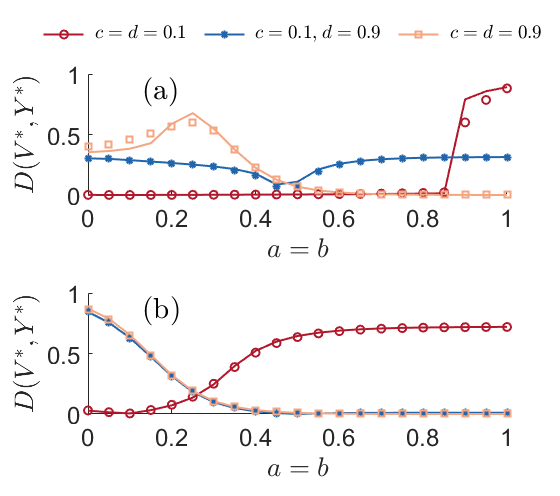 c = d = 0.1 c = 0.1, d = 0.9 c = d = 0.9
(a)
D(V*, Y*)
1
0.5
0
0 0.2 0.4 0.6 0.8 1
a = b
(b)
D(V*, Y*)
1
0.5
0
0 0.2 0.4 0.6 0.8 1
a = b